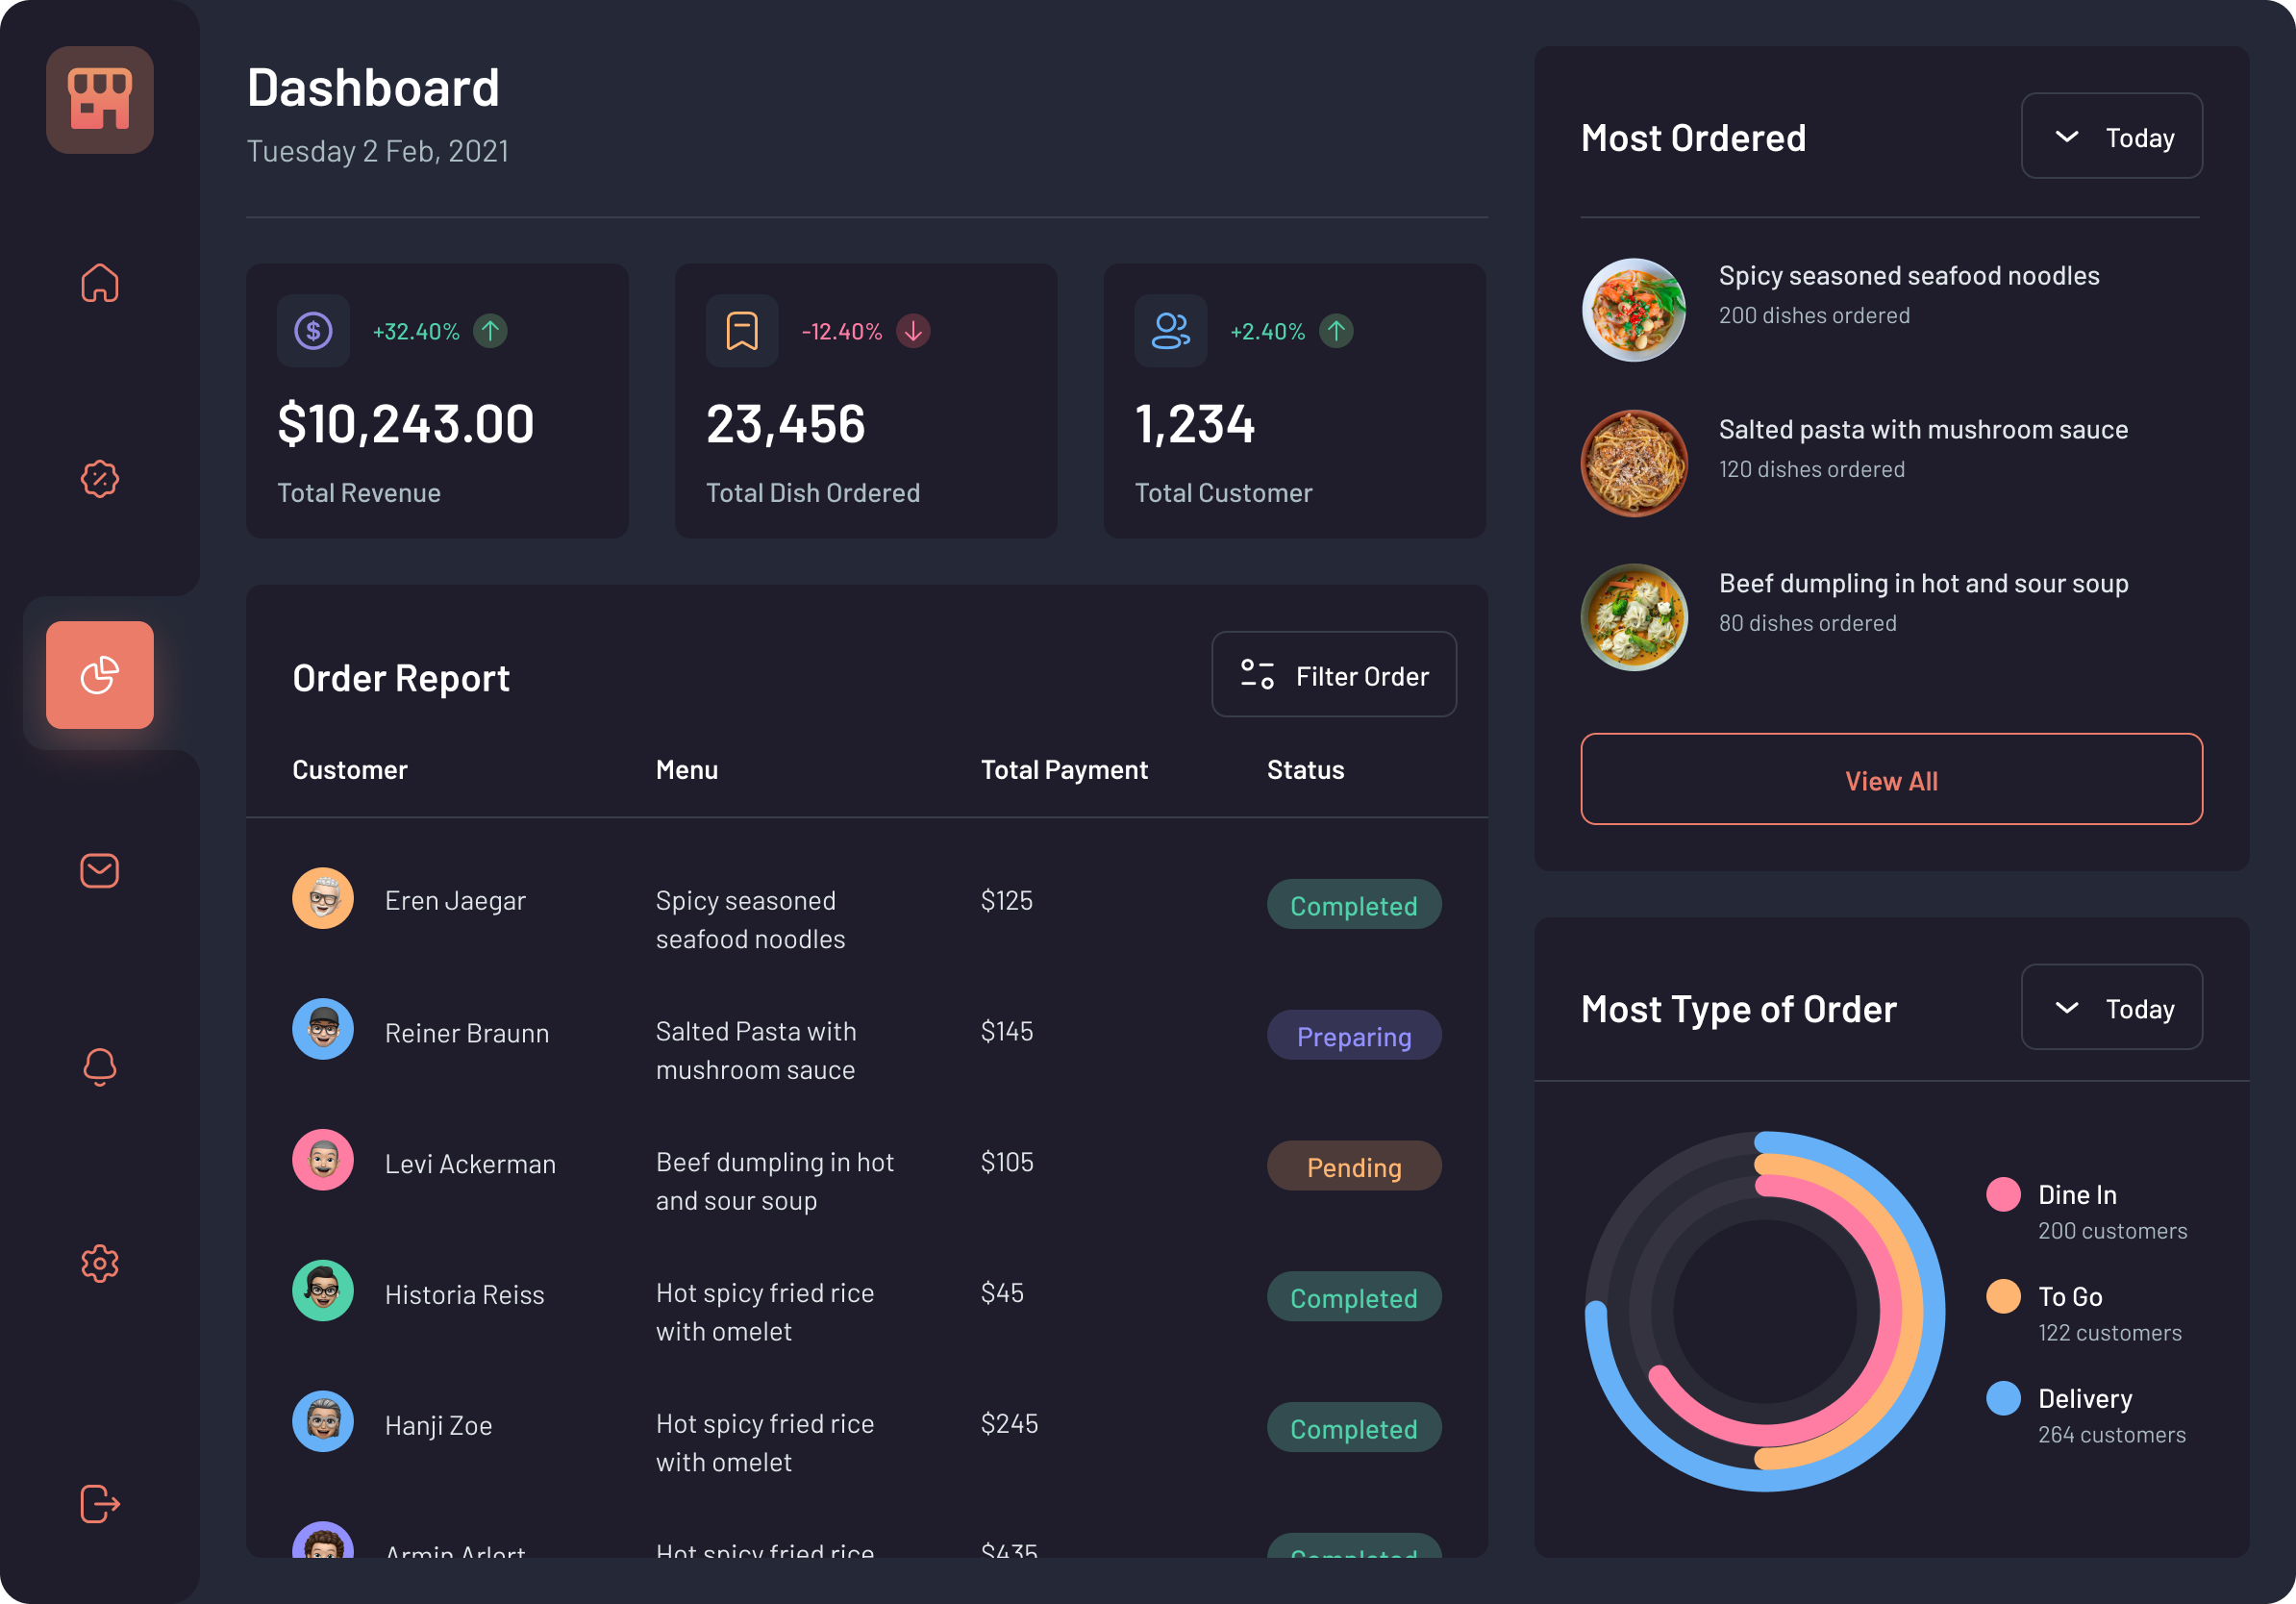 Dashboard
Tuesday 2 Feb, 2021
+32.40%
$10,243.00
Total Revenue
-12.40%
23,456
Total Dish Ordered
+2.40%
1,234
Total Customer
Order Report
Filter Order
Customer Menu Total Payment Status
Eren Jaegar Spicy seasoned $125 Completed
seafood noodles
Reiner Braunn Salted Pasta with $145 Preparing
mushroom sauce
Levi Ackerman Beef dumpling in hot $105 Pending
and sour soup
Historia Reiss Hot spicy fried rice $45 Completed
with omelet
Hanji Zoe Hot spicy fried rice $245 Completed
with omelet
Armin Arlert Hot spicy fried rice $435 Completed
Most Ordered
Today
Spicy seasoned seafood noodles
200 dishes ordered
Salted pasta with mushroom sauce
120 dishes ordered
Beef dumpling in hot and sour soup
80 dishes ordered
View All
Most Type of Order
Today
Dine In
200 customers
To Go
122 customers
Delivery
264 customers